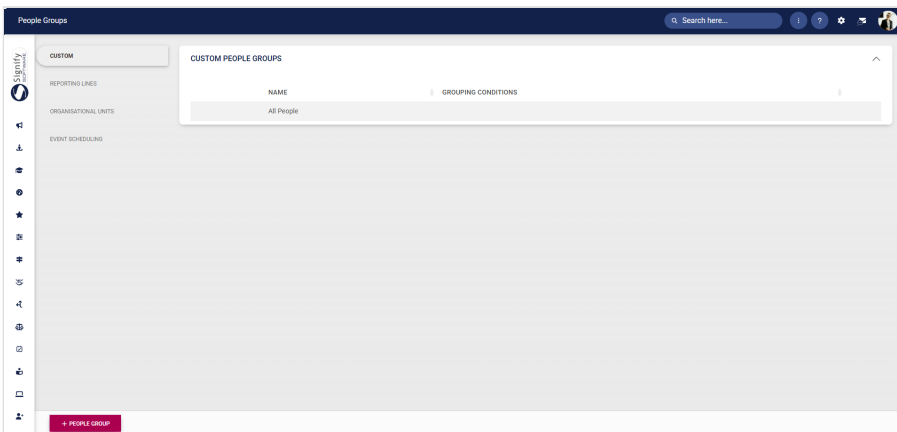 People Groups
Search here...
?
Signify
SOFTWARE
CUSTOM
REPORTING LINES
ORGANISATIONAL UNITS
EVENT SCHEDULING
CUSTOM PEOPLE GROUPS
NAME GROUPING CONDITIONS
All People
+ PEOPLE GROUP